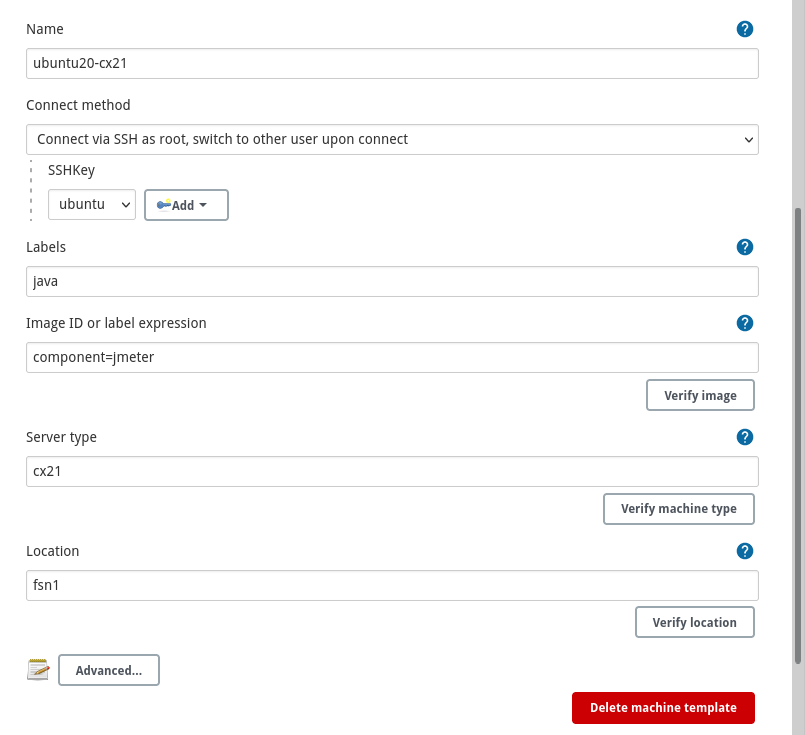 Name
?
ubuntu20-cx21
Connect method
Connect via SSH as root, switch to other user upon connect
SSHKey
ubuntu
Add
Labels
?
java
Image ID or label expression
?
component=jmeter
Verify image
Server type
?
cx21
Verify machine type
Location
?
fsn1
Verify location
Advanced...
Delete machine template